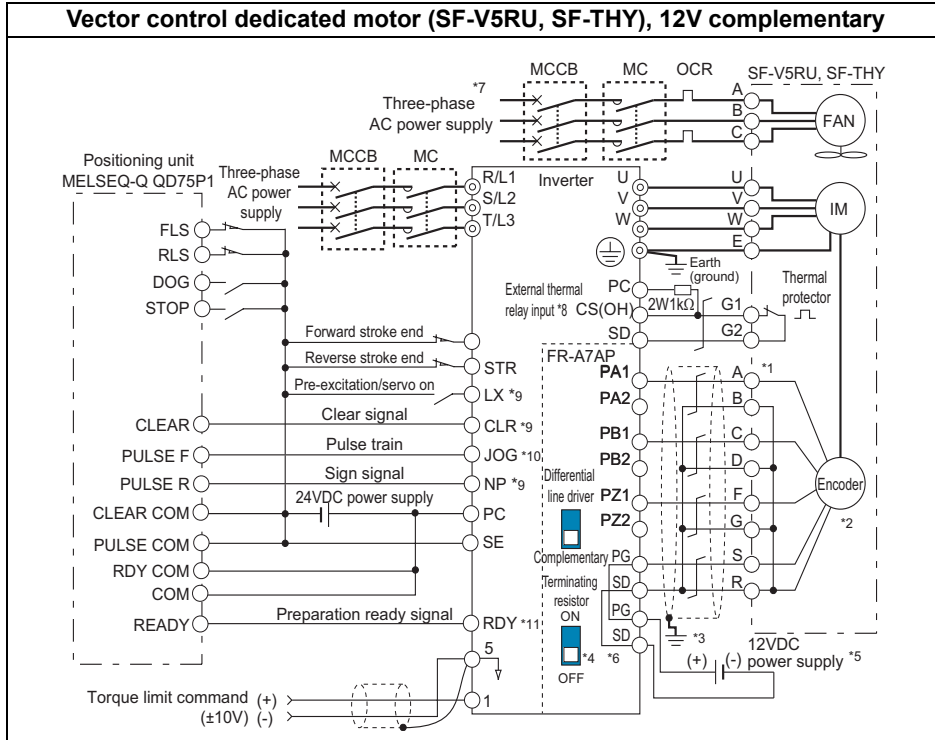 Vector control dedicated motor (SF-V5RU, SF-THY), 12V complementary
MCCB MC OCR SF-V5RU, SF-THY
*7
Three-phase
AC power supply
A
B
C
FAN
Positioning unit
MELSEQ-Q QD75P1
Three-phase
AC power
supply
MCCB MC
R/L1
S/L2
T/L3
Inverter
U
V
W
U
V
W
E
IM
Earth
(ground)
FLS
RLS
DOG
STOP
External thermal
relay input *8
PC
CS(OH)
SD
2W1kΩ
G1
G2
Thermal
protector
Forward stroke end
Reverse stroke end
STR
Pre-excitation/servo on
LX *9
CLEAR
Clear signal
CLR *9
PULSE F
Pulse train
JOG *10
PULSE R
Sign signal
NP *9
CLEAR COM
24VDC power supply
PC
PULSE COM
SE
RDY COM
COM
READY
Preparation ready signal
RDY *11
5
Torque limit command (+)
1
(±10V) (-)
FR-A7AP
PA1
PA2
PB1
PB2
PZ1
PZ2
PG
SD
PG
SD
Differential
line driver
Complementary
Terminating
resistor
ON
*4
OFF
*6
A *1
B
C
D
F
G
S
R
Encoder
*2
*3
12VDC
(+) (-) power supply *5